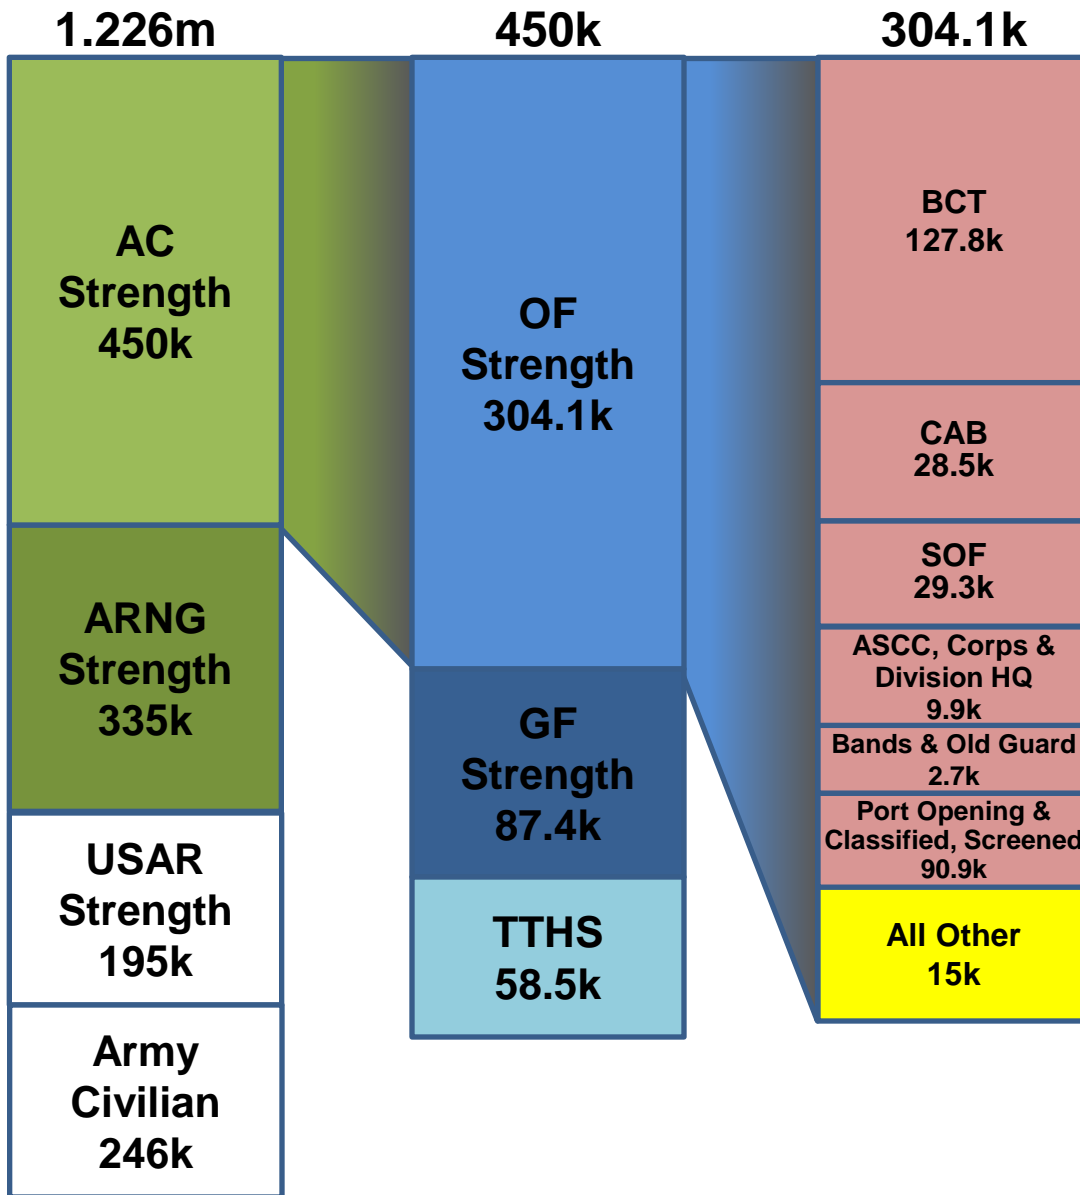 1.226m
AC
Strength
450k
ARNG
Strength
335k
USAR
Strength
195k
Army
Civilian
246k
450k
OF
Strength
304.1k
GF
Strength
87.4k
TTHS
58.5k
304.1k
BCT
127.8k
CAB
28.5k
SOF
29.3k
ASCC, Corps &
Division HQ
9.9k
Bands & Old Guard
2.7k
Port Opening &
Classified, Screened
90.9k
All Other
15k